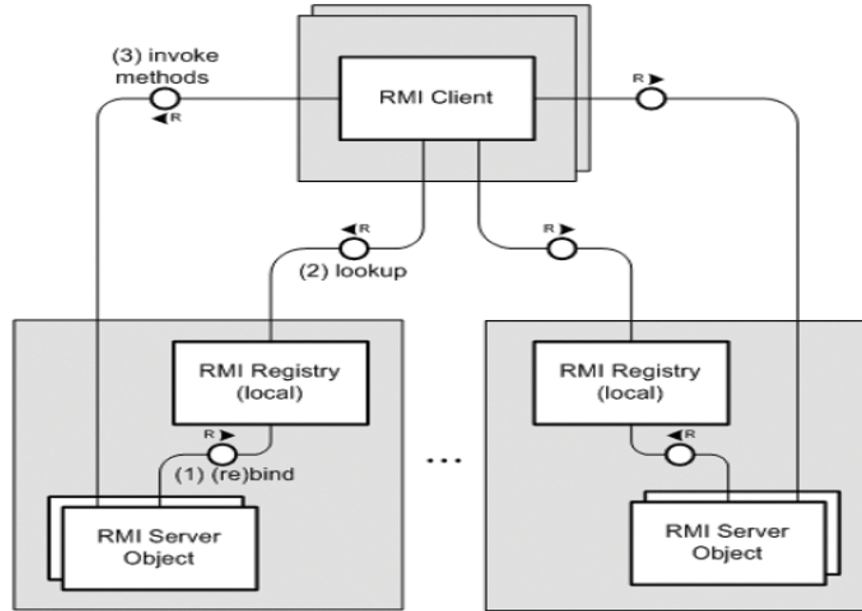 (3) invoke
methods
R
RMI Client
R
R
(2) lookup
R
RMI Registry
(local)
R
(1) (re)bind
RMI Server
Object
...
RMI Registry
(local)
R
RMI Server
Object